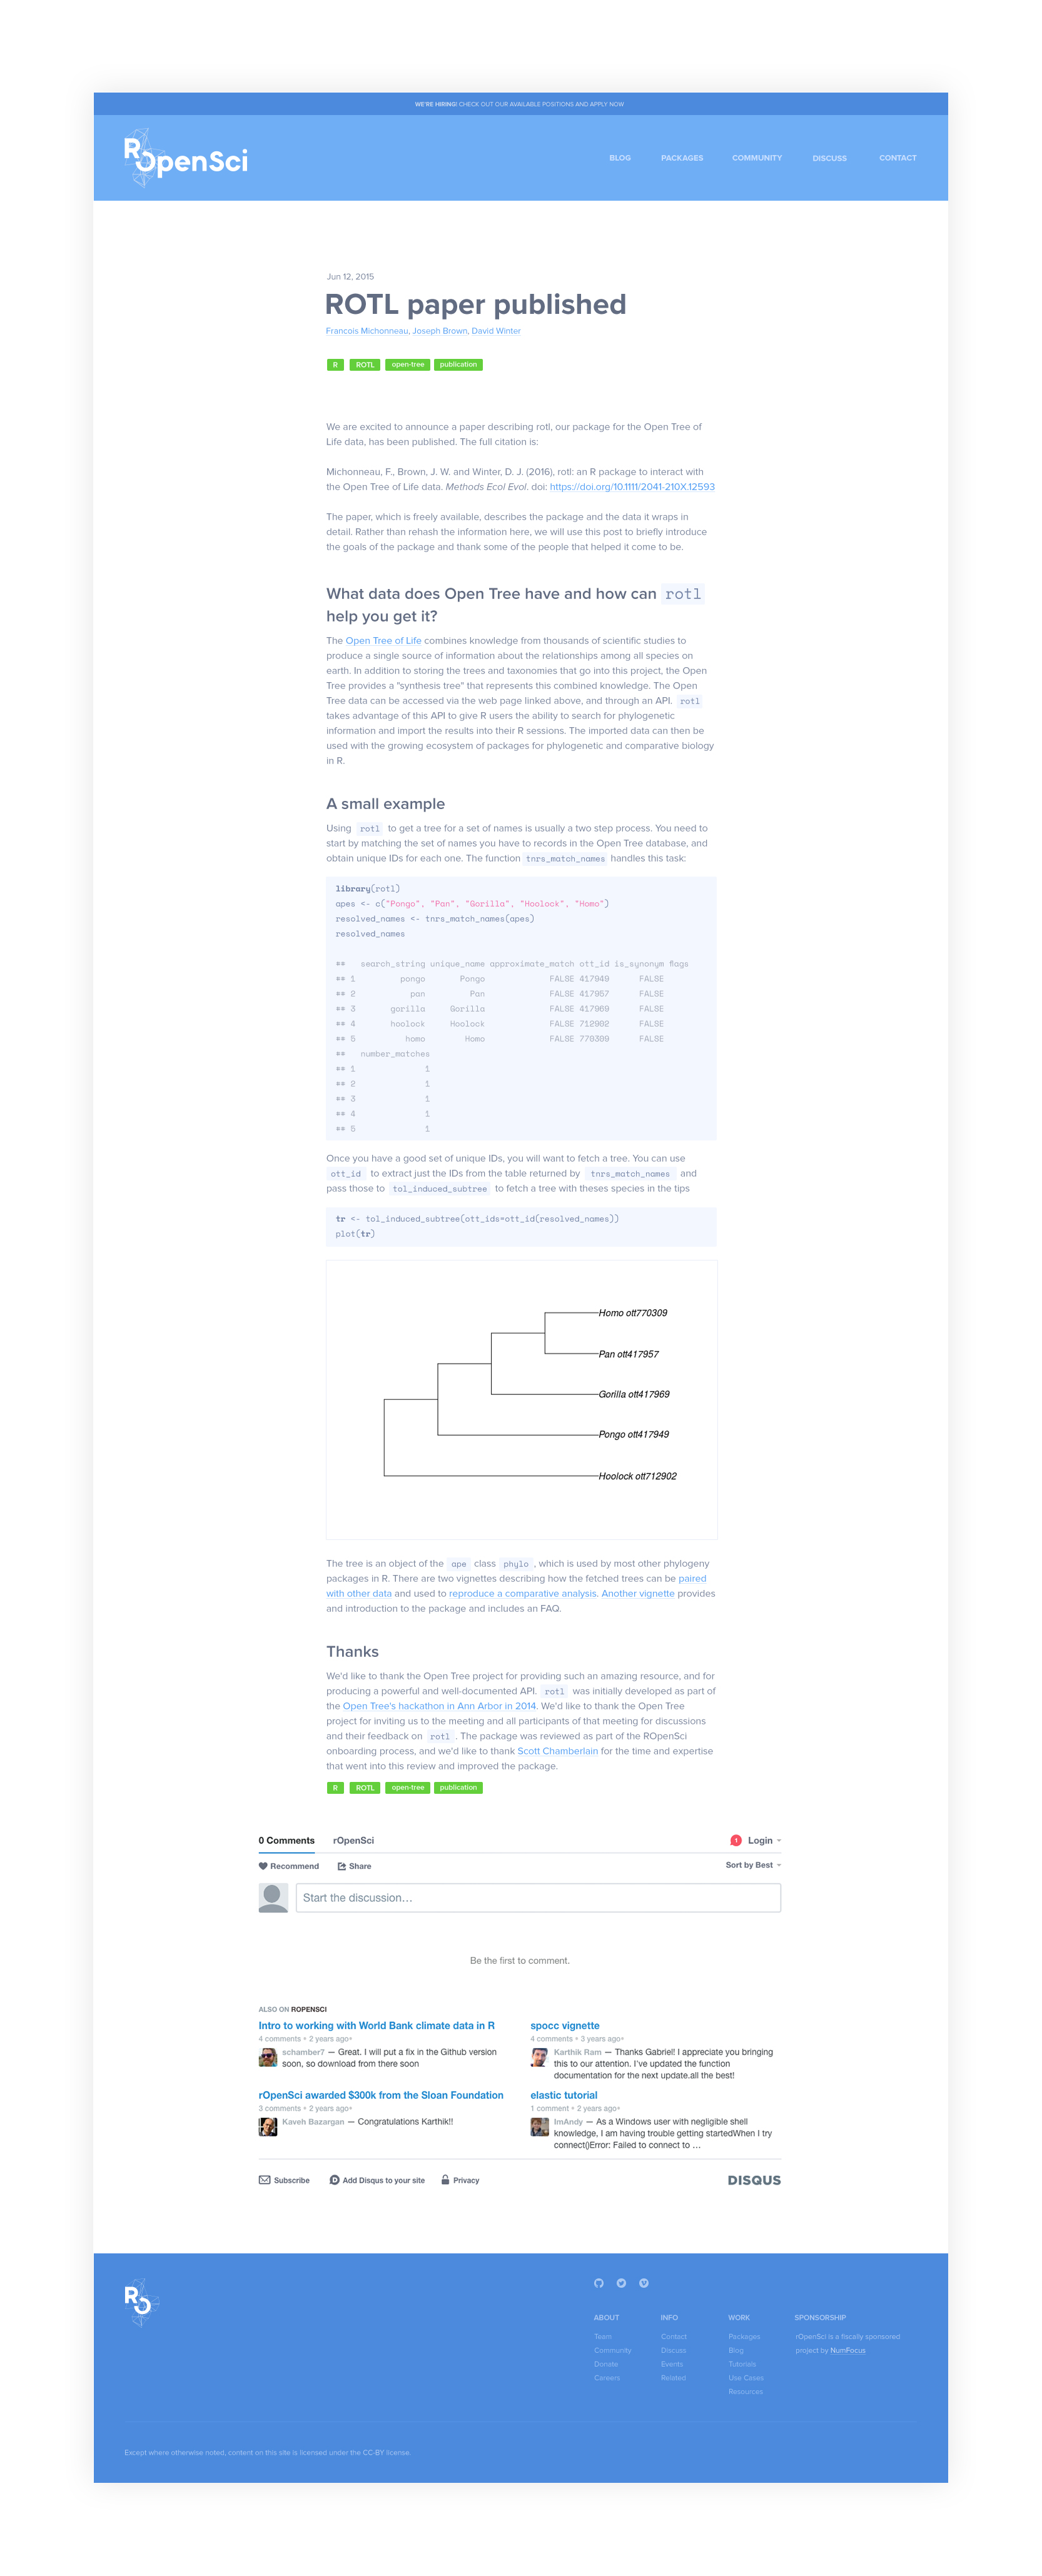 WE'RE HIRING! CHECK OUT OUR AVAILABLE POSITIONS AND APPLY NOW
ROpenSci
BLOG PACKAGES COMMUNITY DISCUSS CONTACT
Jun 12, 2015
ROTL paper published
Francois Michonneau, Joseph Brown, David Winter
R ROTL open-tree publication
We are excited to announce a paper describing rotl, our package for the Open Tree of
Life data, has been published. The full citation is:
Michonneau, F., Brown, J. W. and Winter, D. J. (2016), rotl: an R package to interact with
the Open Tree of Life data. Methods Ecol Evol. doi: https://doi.org/10.1111/2041-210X.12593
The paper, which is freely available, describes the package and the data it wraps in
detail. Rather than rehash the information here, we will use this post to briefly introduce
the goals of the package and thank some of the people that helped it come to be.
What data does Open Tree have and how can rotl
help you get it?
The Open Tree of Life combines knowledge from thousands of scientific studies to
produce a single source of information about the relationships among all species on
earth. In addition to storing the trees and taxonomies that go into this project, the Open
Tree provides a "synthesis tree" that represents this combined knowledge. The Open
Tree data can be accessed via the web page linked above, and through an API. rotl
takes advantage of this API to give R users the ability to search for phylogenetic
information and import the results into their R sessions. The imported data can then be
used with the growing ecosystem of packages for phylogenetic and comparative biology
in R.
A small example
Using rotl to get a tree for a set of names is usually a two step process. You need to
start by matching the set of names you have to records in the Open Tree database, and
obtain unique IDs for each one. The function tnrs_match_names handles this task:
library(rotl)
apes <- c("Pongo", "Pan", "Gorilla", "Hoolock", "Homo")
resolved_names <- tnrs_match_names(apes)
resolved_names
## search_string unique_name approximate_match ott_id is_synonym flags
## 1 pongo Pongo FALSE 417949 FALSE
## 2 pan Pan FALSE 417957 FALSE
## 3 gorilla Gorilla FALSE 417969 FALSE
## 4 hoolock Hoolock FALSE 712902 FALSE
## 5 homo Homo FALSE 770309 FALSE
## number_matches
## 1 1
## 2 1
## 3 1
## 4 1
## 5 1
Once you have a good set of unique IDs, you will want to fetch a tree. You can use
ott_id to extract just the IDs from the table returned by tnrs_match_names and
pass those to tol_induced_subtree to fetch a tree with theses species in the tips
tr <- tol_induced_subtree(ott_ids=ott_id(resolved_names))
plot(tr)
Homo ott770309
Pan ott417957
Gorilla ott417969
Pongo ott417949
Hoolock ott712902
The tree is an object of the ape class phylo, which is used by most other phylogeny
packages in R. There are two vignettes describing how the fetched trees can be paired
with other data and used to reproduce a comparative analysis. Another vignette provides
and introduction to the package and includes an FAQ.
Thanks
We'd like to thank the Open Tree project for providing such an amazing resource, and for
producing a powerful and well-documented API. rotl was initially developed as part of
the Open Tree's hackathon in Ann Arbor in 2014. We'd like to thank the Open Tree
project for inviting us to the meeting and all participants of that meeting for discussions
and their feedback on rotl. The package was reviewed as part of the ROpenSci
onboarding process, and we'd like to thank Scott Chamberlain for the time and expertise
that went into this review and improved the package.
R ROTL open-tree publication
0 Comments rOpenSci 1 Login
Recommend Share Sort by Best
Start the discussion…
Be the first to comment.
ALSO ON ROPENSCI
Intro to working with World Bank climate data in R
4 comments • 2 years ago•
schamber7 — Great. I will put a fix in the Github version
soon, so download from there soon
spocc vignette
4 comments • 3 years ago•
Karthik Ram — Thanks Gabriel! I appreciate you bringing
this to our attention. I've updated the function
documentation for the next update.all the best!
rOpenSci awarded $300k from the Sloan Foundation
3 comments • 2 years ago•
Kaveh Bazargan — Congratulations Karthik!!
elastic tutorial
1 comment • 2 years ago•
ImAndy — As a Windows user with negligible shell
knowledge, I am having trouble getting startedWhen I try
connect()Error: Failed to connect to …
Subscribe Add Disqus to your site Privacy DISQUS
RO
ABOUT
Team
Community
Donate
Careers
INFO
Contact
Discuss
Events
Related
WORK
Packages
Blog
Tutorials
Use Cases
Resources
SPONSORSHIP
rOpenSci is a fiscally sponsored
project by NumFocus
Except where otherwise noted, content on this site is licensed under the CC-BY license.